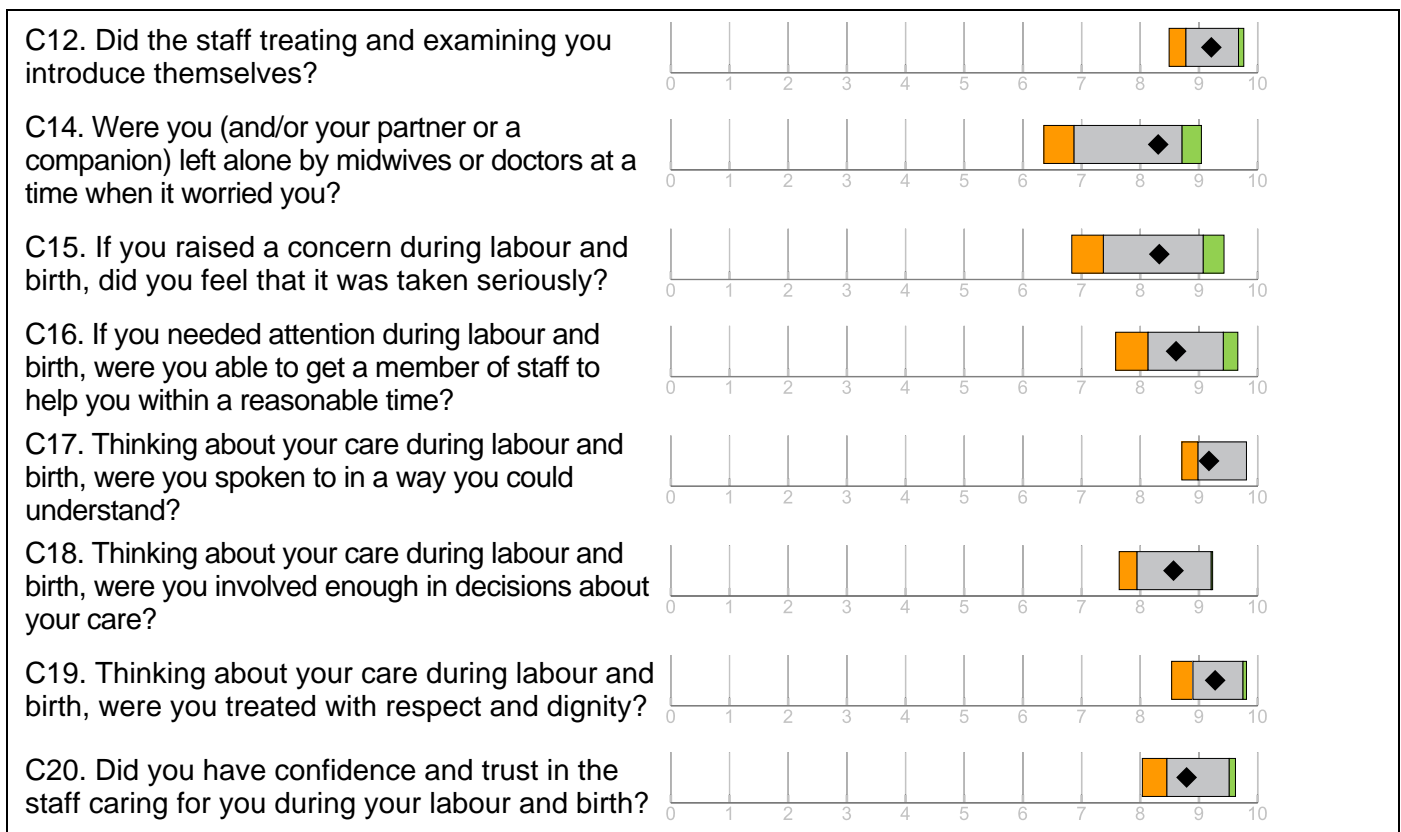 C12. Did the staff treating and examining you
introduce themselves?
0 1 2 3 4 5 6 7 8 9 10
C14. Were you (and/or your partner or a
companion) left alone by midwives or doctors at a
time when it worried you?
0 1 2 3 4 5 6 7 8 9 10
C15. If you raised a concern during labour and
birth, did you feel that it was taken seriously?
0 1 2 3 4 5 6 7 8 9 10
C16. If you needed attention during labour and
birth, were you able to get a member of staff to
help you within a reasonable time?
0 1 2 3 4 5 6 7 8 9 10
C17. Thinking about your care during labour and
birth, were you spoken to in a way you could
understand?
0 1 2 3 4 5 6 7 8 9 10
C18. Thinking about your care during labour and
birth, were you involved enough in decisions about
your care?
0 1 2 3 4 5 6 7 8 9 10
C19. Thinking about your care during labour and
birth, were you treated with respect and dignity?
0 1 2 3 4 5 6 7 8 9 10
C20. Did you have confidence and trust in the
staff caring for you during your labour and birth?
0 1 2 3 4 5 6 7 8 9 10